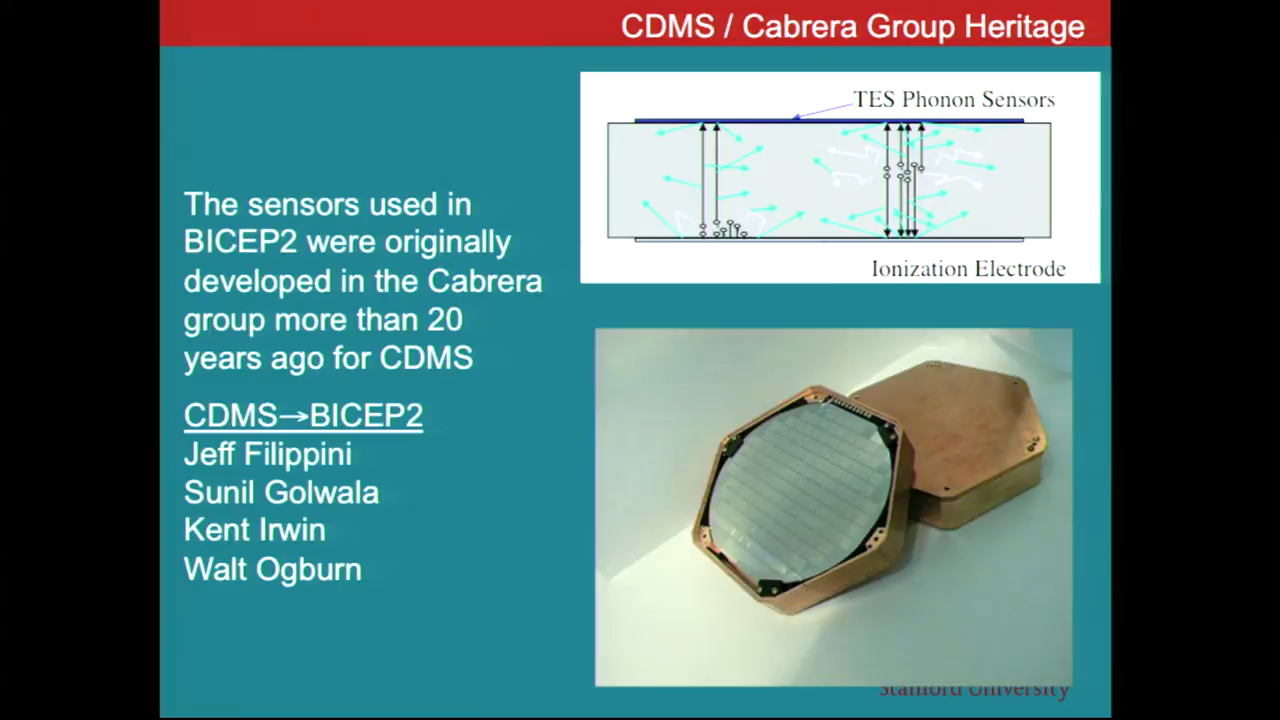 CDMS / Cabrera Group Heritage
TES Phonon Sensors
Ionization Electrode
The sensors used in
BICEP2 were originally
developed in the Cabrera
group more than 20
years ago for CDMS
CDMS→BICEP2
Jeff Filippini
Sunil Golwala
Kent Irwin
Walt Ogburn
Stanford University